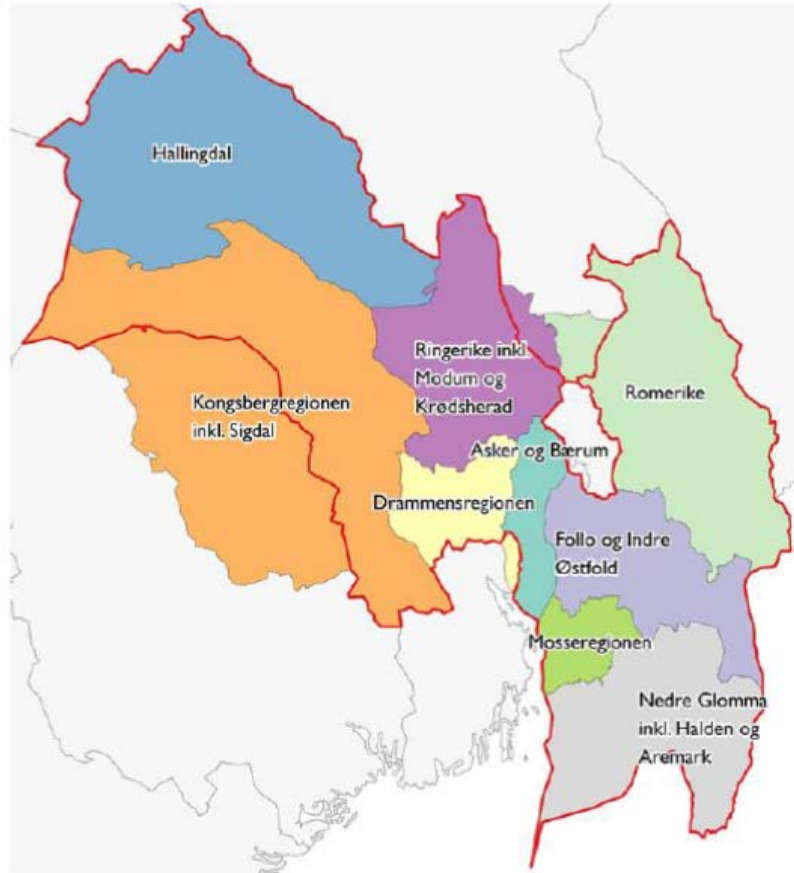 Hallingdal
Ringerike inkl.
Modum og
Krødsherad
Romerike
Kongsbergregionen
inkl. Sigdal
Asker og Bærum
Drammensregionen
Follo og Indre
Østfold
Mosseregionen
Nedre Glomma
inkl. Halden og
Aremark